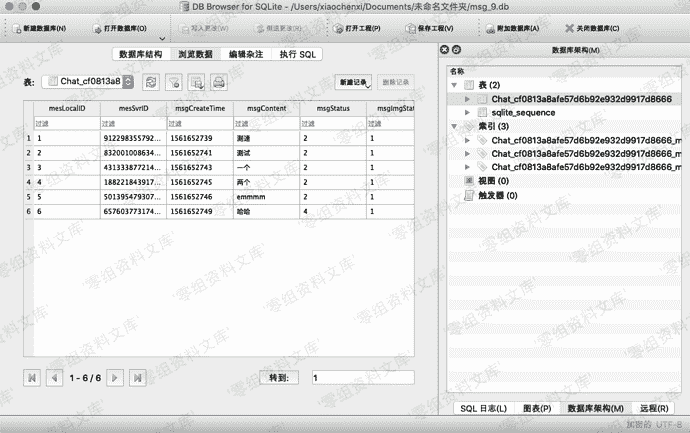 DB Browser for SQLite - /Users/xiaochenxi/Documents/未命名文件夹/msg_9.db
新建数据库(N) 打开数据库(O) 写入更改(W) 倒退更改(R) 打开工程(P) 保存工程(V) 附加数据库(A) 关闭数据库(C)
数据库结构 浏览数据 编辑杂注 执行 SQL
表: Chat_cf0813a8 新建记录 删除记录
mesLocalID mesSvrID msgCreateTime msgContent msgStatus msgImgStat
过滤 过滤 过滤 过滤 过滤 过滤
1 1 912298355792... 1561652739 测速 2 1
2 2 832001008634... 1561652741 测试 2 1
3 3 431333877214... 1561652743 一个 2 1
4 4 188221843917... 1561652745 两个 2 1
5 5 501395479307... 1561652746 emmmm 2 1
6 6 657603773174... 1561652749 哈哈 4 1
1 - 6 / 6 转到: 1
数据库架构(M)
名称
表 (2)
Chat_cf0813a8afe57d6b92e932d9917d8666
sqlite_sequence
索引 (3)
Chat_cf0813a8afe57d6b92e932d9917d8666_m
Chat_cf0813a8afe57d6b92e932d9917d8666_m
Chat_cf0813a8afe57d6b92e932d9917d8666_m
视图 (0)
触发器 (0)
SQL 日志(L) 图表(P) 数据库架构(M) 远程(R)
加密的 UTF-8
'零组资料文库'